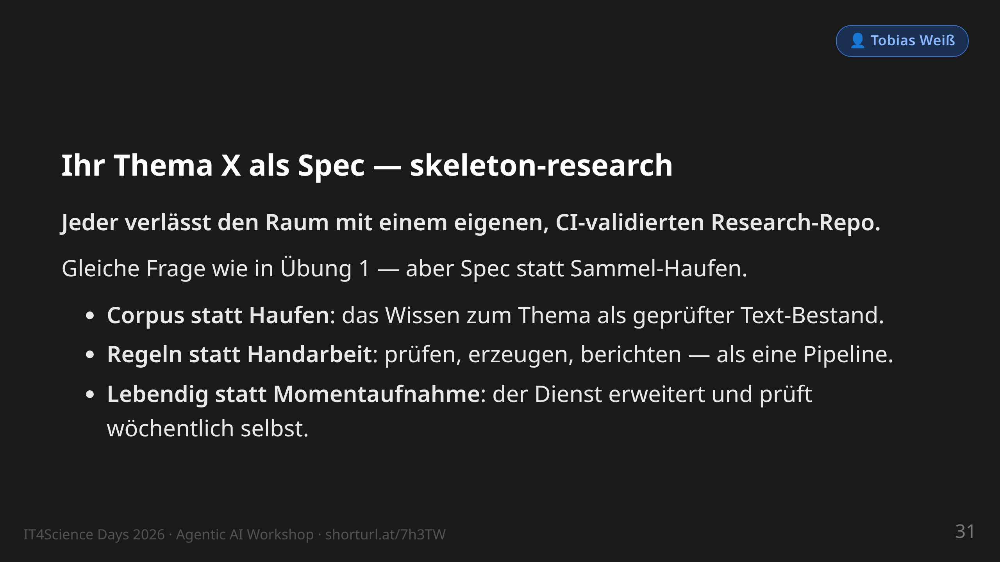 👤 Tobias Weiß
Ihr Thema X als Spec — skeleton-research
Jeder verlässt den Raum mit einem eigenen, CI-validierten Research-Repo.
Gleiche Frage wie in Übung 1 — aber Spec statt Sammel-Haufen.
• Corpus statt Haufen: das Wissen zum Thema als geprüfter Text-Bestand.
• Regeln statt Handarbeit: prüfen, erzeugen, berichten — als eine Pipeline.
• Lebendig statt Momentaufnahme: der Dienst erweitert und prüft
wöchentlich selbst.
IT4Science Days 2026 · Agentic AI Workshop · shorturl.at/7h3TW
31